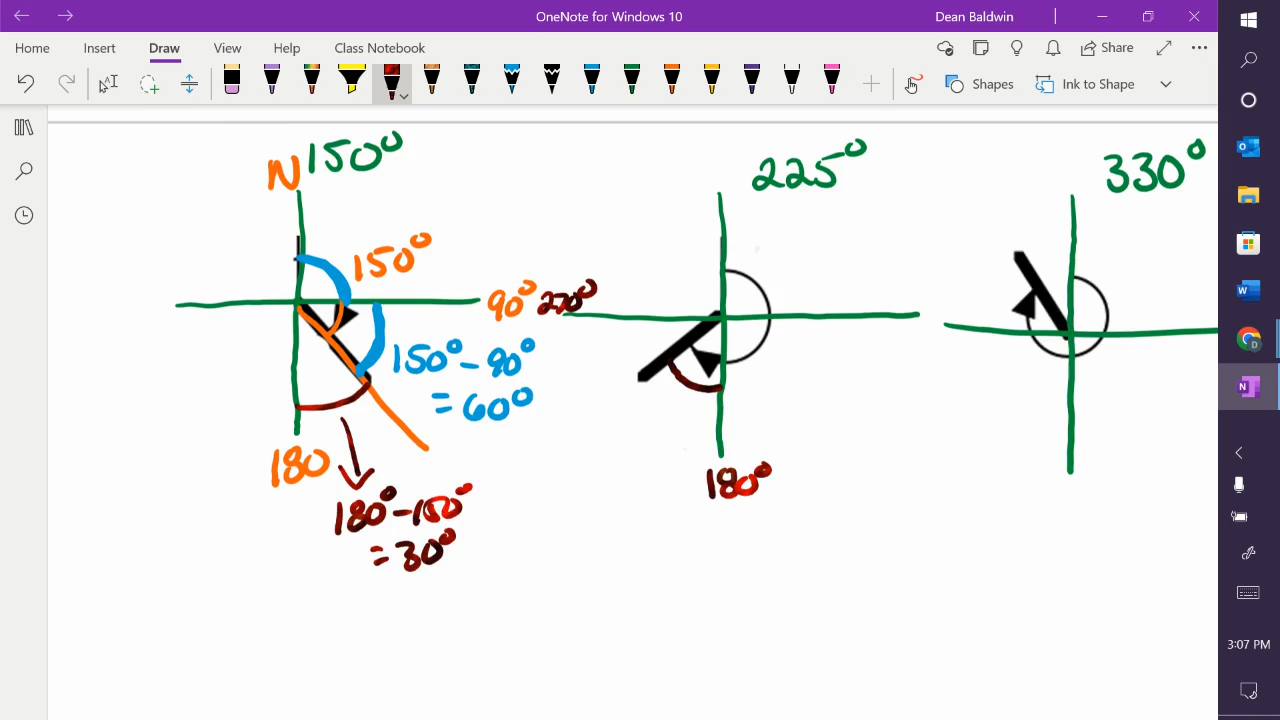 OneNote for Windows 10
Dean Baldwin
Home Insert Draw View Help Class Notebook
Share
Shapes
Ink to Shape
N 150°
225°
330°
150°
90°
270°
150° - 90°
= 60°
180
180° - 150°
= 30°
180°
3:07 PM